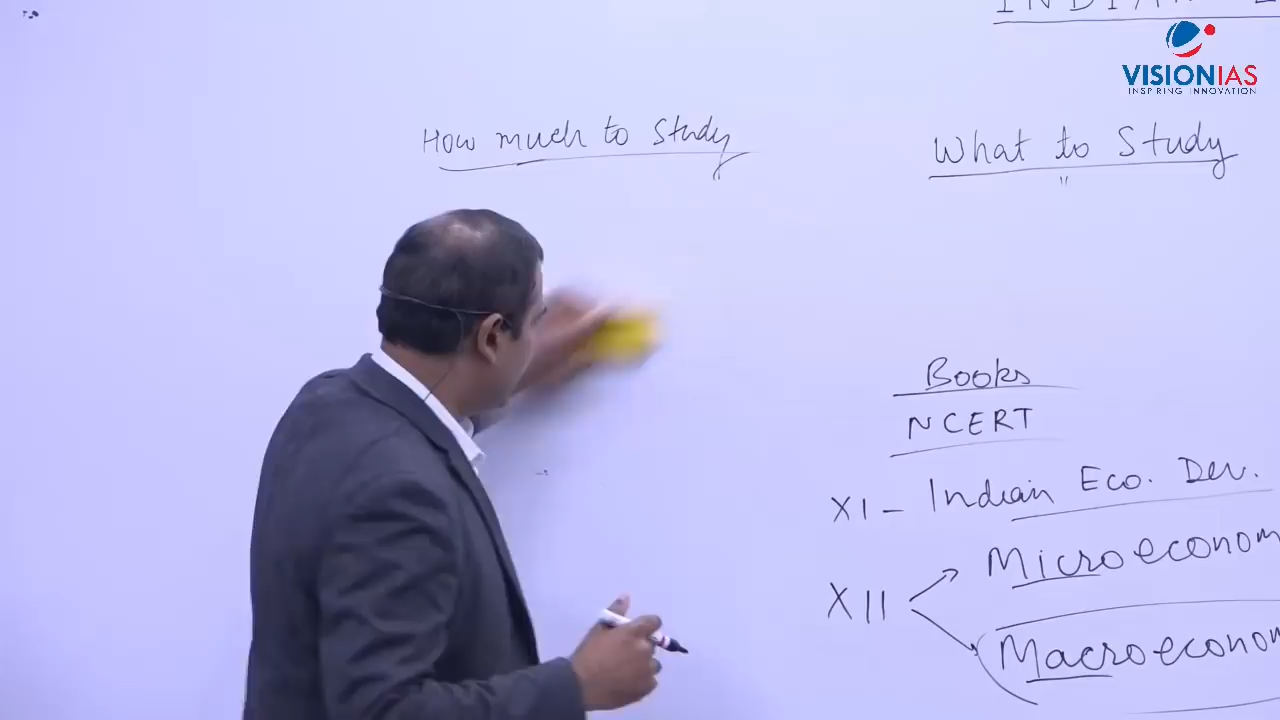 INDIAN
VISIONIAS
INSPIRING INNOVATION
How much to Study
What to Study
"
Books
NCERT
XI - Indian Eco. Dev.
Microeconom
XII
Macroeconom